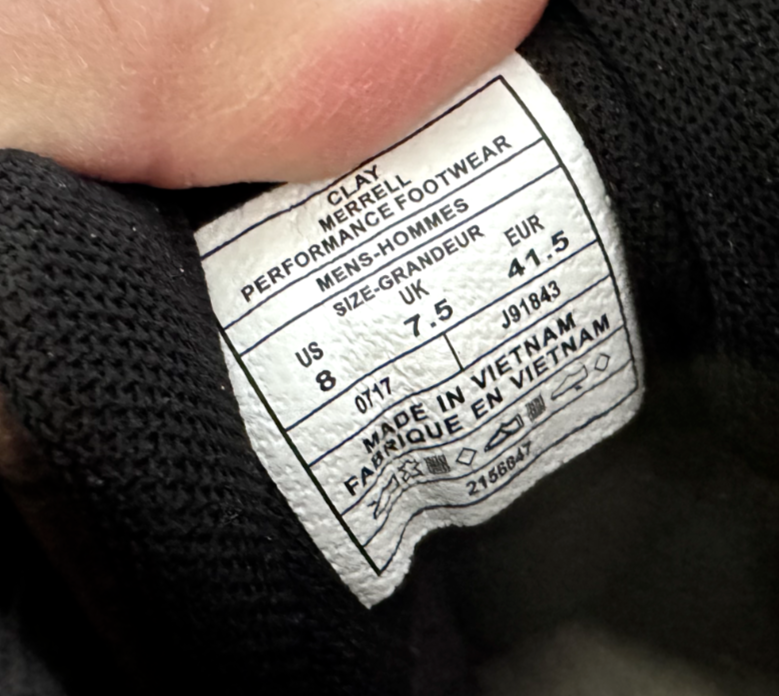 CLAY
MERRELL
PERFORMANCE FOOTWEAR
MENS-HOMMES
SIZE-GRANDEUR
US UK EUR
8 7.5 41.5
0717 J91843
MADE IN VIETNAM
FABRIQUE EN VIETNAM
2156647